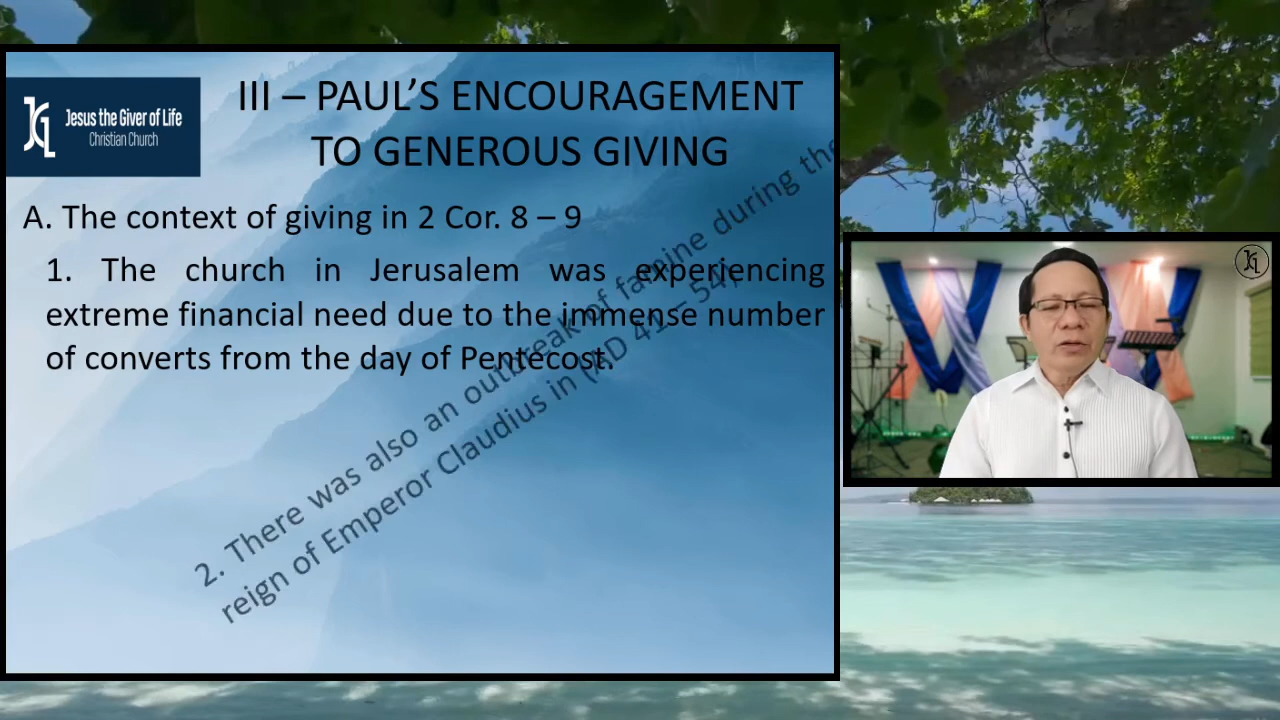 Jesus the Giver of Life
Christian Church
III – PAUL'S ENCOURAGEMENT
TO GENEROUS GIVING
A. The context of giving in 2 Cor. 8 – 9
1. The church in Jerusalem was experiencing
extreme financial need due to the immense number
of converts from the day of Pentecost.
2. There was also an outbreak of famine during the
reign of Emperor Claudius in (AD 41 – 54)